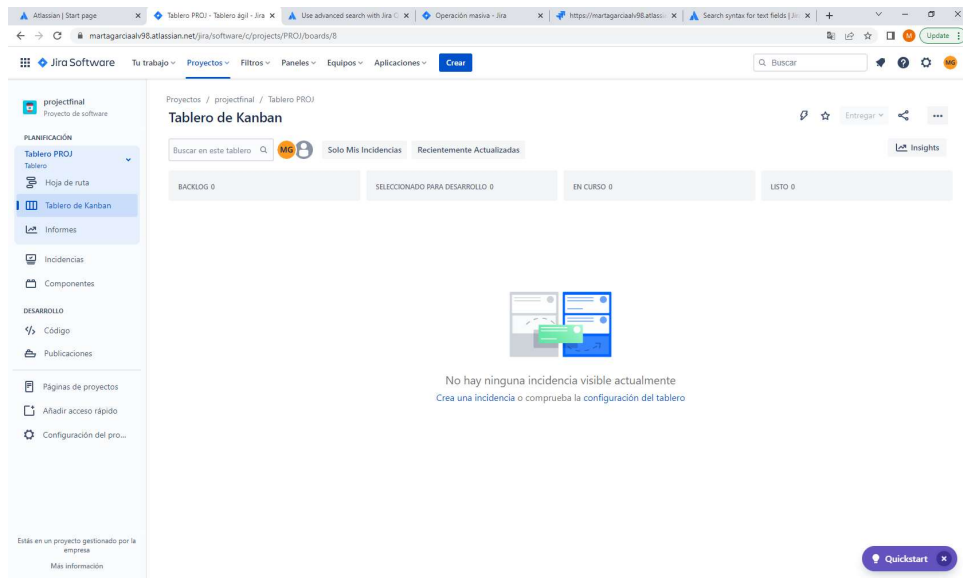 Atlassian | Start page
Tablero PROJ - Tablero ágil - Jira
Use advanced search with Jira
Operación masiva - Jira
https://martagarciaalv98.atlass
Search syntax for text fields | Ji
martagarciaalv98.atlassian.net/jira/software/c/projects/PROJ/boards/8
M
Update
Jira Software
Tu trabajo
Proyectos
Filtros
Paneles
Equipos
Aplicaciones
Crear
Buscar
MG
projectfinal
Proyecto de software
PLANIFICACIÓN
Tablero PROJ
Tablero
Hoja de ruta
Tablero de Kanban
Informes
Incidencias
Componentes
DESARROLLO
Código
Publicaciones
Páginas de proyectos
Añadir acceso rápido
Configuración del pro...
Estás en un proyecto gestionado por la
empresa
Más información
Proyectos / projectfinal / Tablero PROJ
Tablero de Kanban
Entregar
Buscar en este tablero
MG
Solo Mis Incidencias
Recientemente Actualizadas
Insights
BACKLOG 0
SELECCIONADO PARA DESARROLLO 0
EN CURSO 0
LISTO 0
No hay ninguna incidencia visible actualmente
Crea una incidencia o comprueba la configuración del tablero
Quickstart